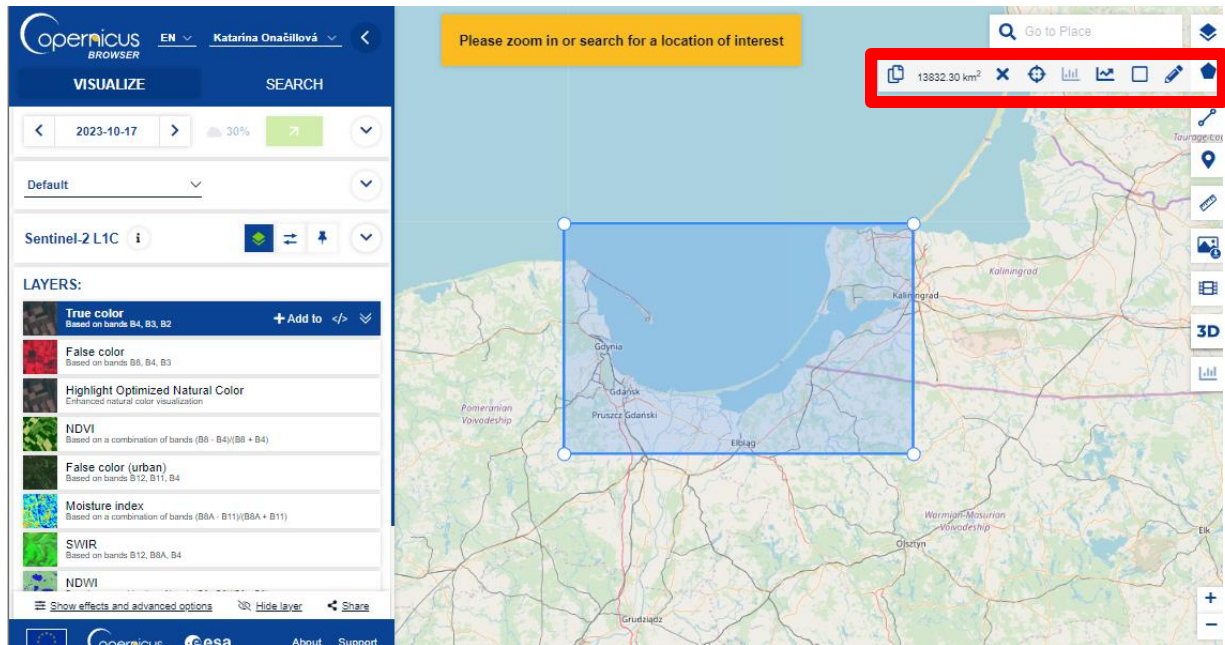 Copernicus
BROWSER
EN
Katarína Onačillová
VISUALIZE
SEARCH
2023-10-17
30%
Default
Sentinel-2 L1C
i
LAYERS:
True color
Based on bands B4, B3, B2
+ Add to </>
False color
Based on bands B8, B4, B3
Highlight Optimized Natural Color
Enhanced natural color visualization
NDVI
Based on a combination of bands (B8 - B4)/(B8 + B4)
False color (urban)
Based on bands B12, B11, B4
Moisture index
Based on a combination of bands (B8A - B11)/(B8A + B11)
SWIR
Based on bands B12, B8A, B4
NDWI
Show effects and advanced options
Hide layer
Share
Copernicus
esa
About
Support
Please zoom in or search for a location of interest
Go to Place
13832.30 km²
Kaliningrad
Kaliningrad
Gdynia
Gdańsk
Pruszcz Gdański
Pomeranian
Voivodeship
Elbląg
Warmian-Masurian
Voivodeship
Olsztyn
Ełk
Grudziądz
3D
+
−